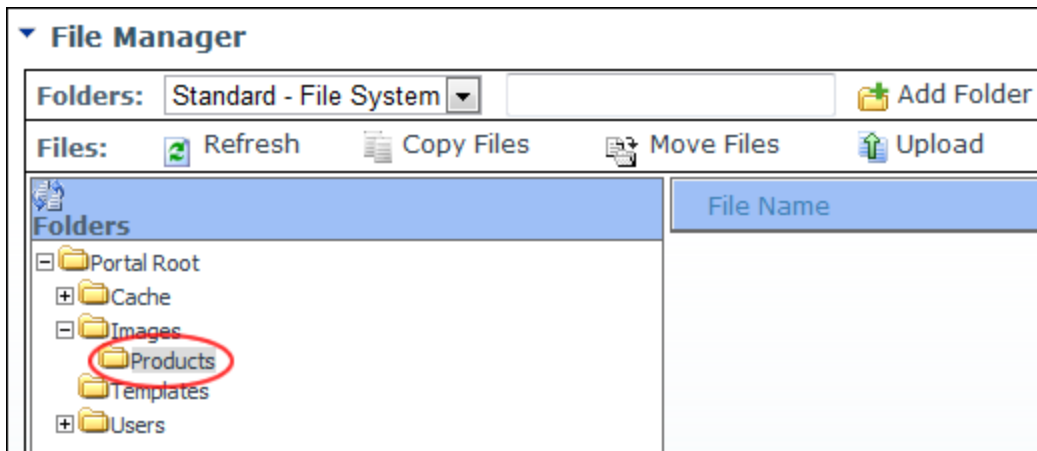 File Manager
Folders: Standard - File System Add Folder
Files: Refresh Copy Files Move Files Upload
Folders File Name
Portal Root
Cache
Images
Products
Templates
Users